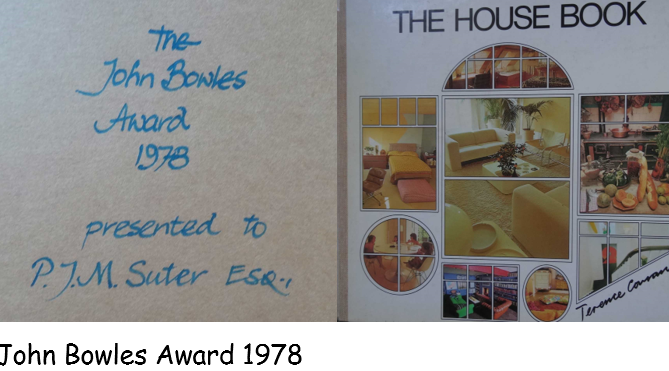 The
John Bowles
Award
1978
presented to
P.J.M. Suter ESQ.,
THE HOUSE BOOK
Terence Conran
John Bowles Award 1978